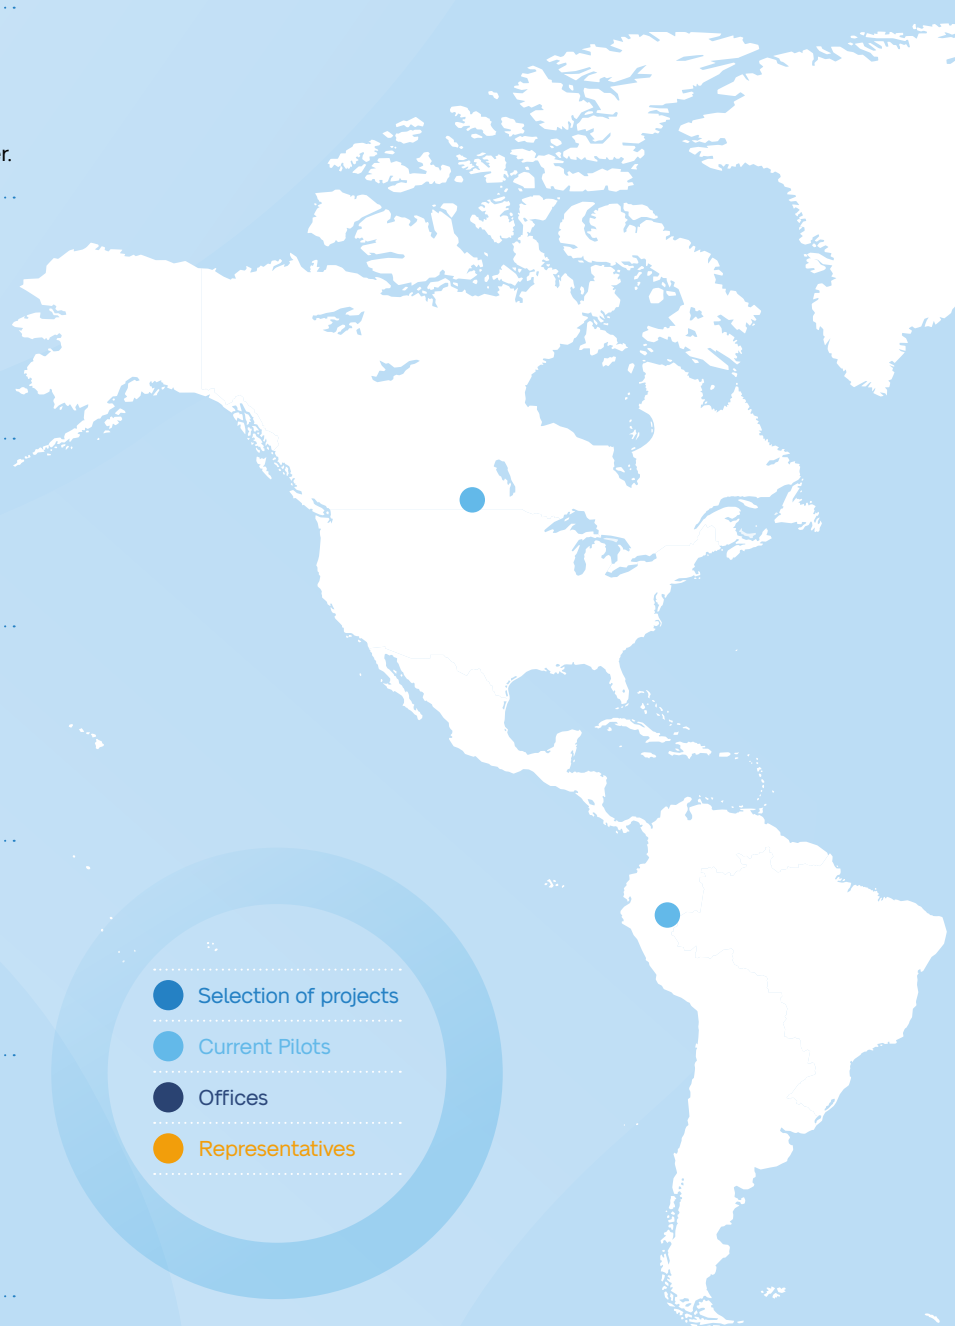 r.
Selection of projects
Current Pilots
Offices
Representatives